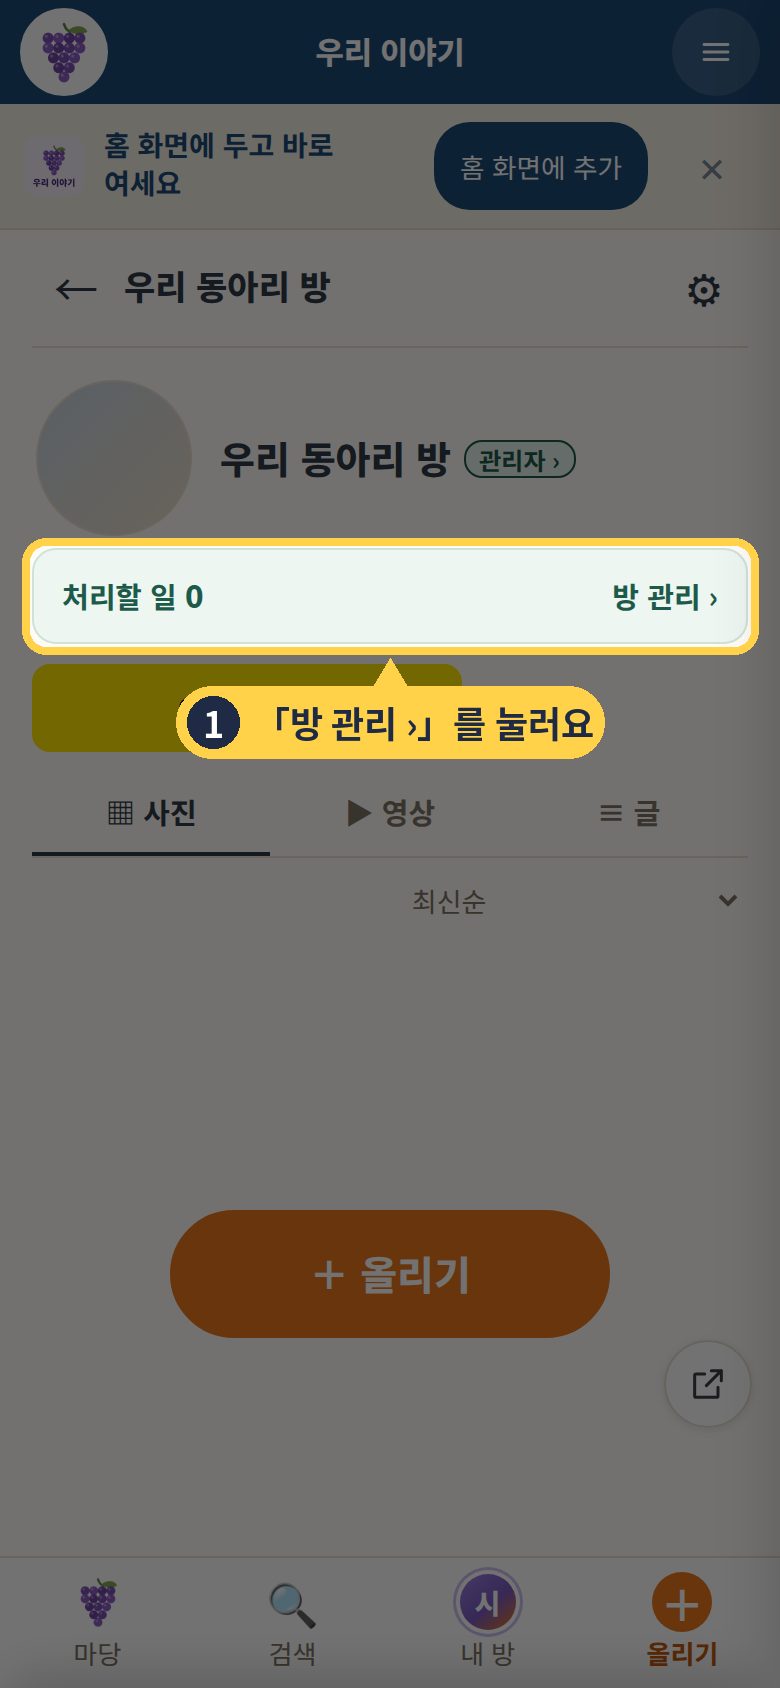 우리 이야기
홈 화면에 두고 바로
여세요
우리 이야기
홈 화면에 추가
← 우리 동아리 방
우리 동아리 방
관리자 ›
처리할 일 0
방 관리 ›
1 「방 관리 ›」를 눌러요
사진
영상
글
최신순
+ 올리기
마당
검색
시
내 방
올리기